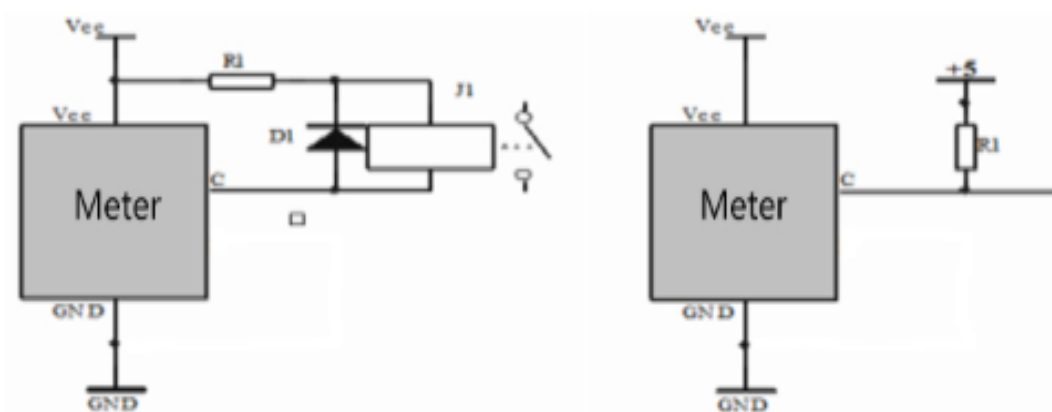 Vcc
R1
J1
Vcc
D1
C
Meter
GND
GND
Vcc
+5
Vcc
R1
C
Meter
GND
GND